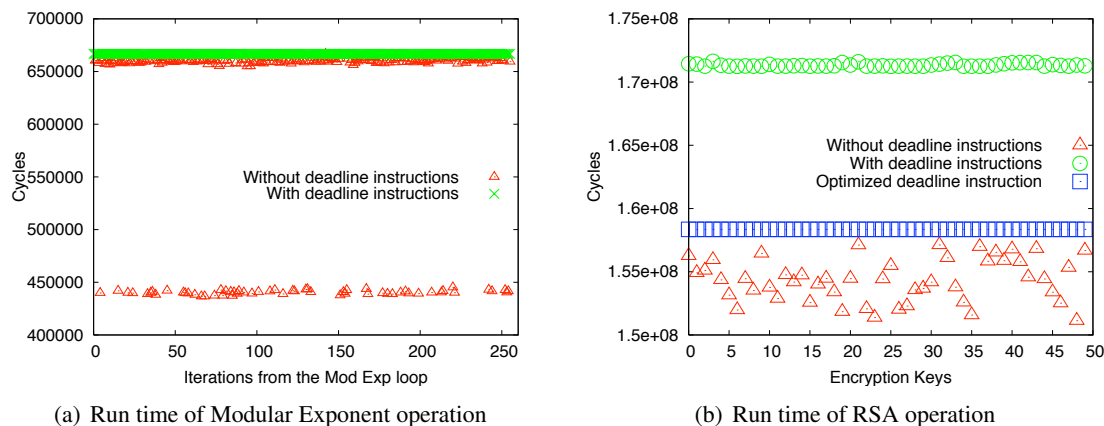 700000
650000
600000
550000
500000
450000
400000
Cycles
Without deadline instructions
With deadline instructions
0 50 100 150 200 250
Iterations from the Mod Exp loop
(a) Run time of Modular Exponent operation
1.75e+08
1.7e+08
1.65e+08
1.6e+08
1.55e+08
1.5e+08
Cycles
Without deadline instructions
With deadline instructions
Optimized deadline instruction
0 5 10 15 20 25 30 35 40 45 50
Encryption Keys
(b) Run time of RSA operation